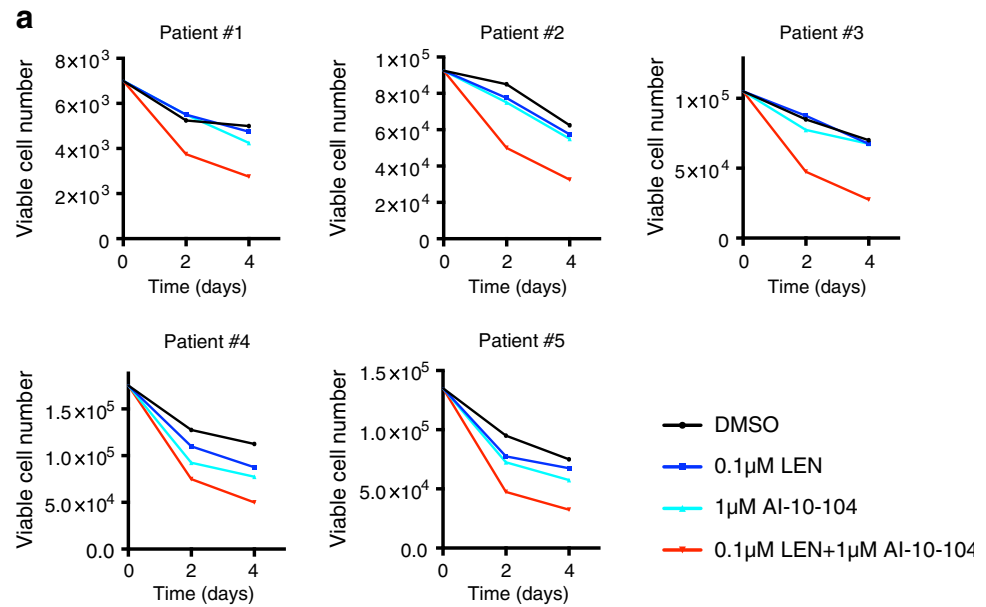 a
Patient #1
Viable cell number
8×10³
6×10³
4×10³
2×10³
0
0 2 4
Time (days)
Patient #2
Viable cell number
1×10⁵
8×10⁴
6×10⁴
4×10⁴
2×10⁴
0
0 2 4
Time (days)
Patient #3
Viable cell number
1×10⁵
5×10⁴
0
0 2 4
Time (days)
Patient #4
Viable cell number
1.5×10⁵
1.0×10⁵
5.0×10⁴
0.0
0 2 4
Time (days)
Patient #5
Viable cell number
1.5×10⁵
1.0×10⁵
5.0×10⁴
0.0
0 2 4
Time (days)
DMSO
0.1µM LEN
1µM AI-10-104
0.1µM LEN+1µM AI-10-104